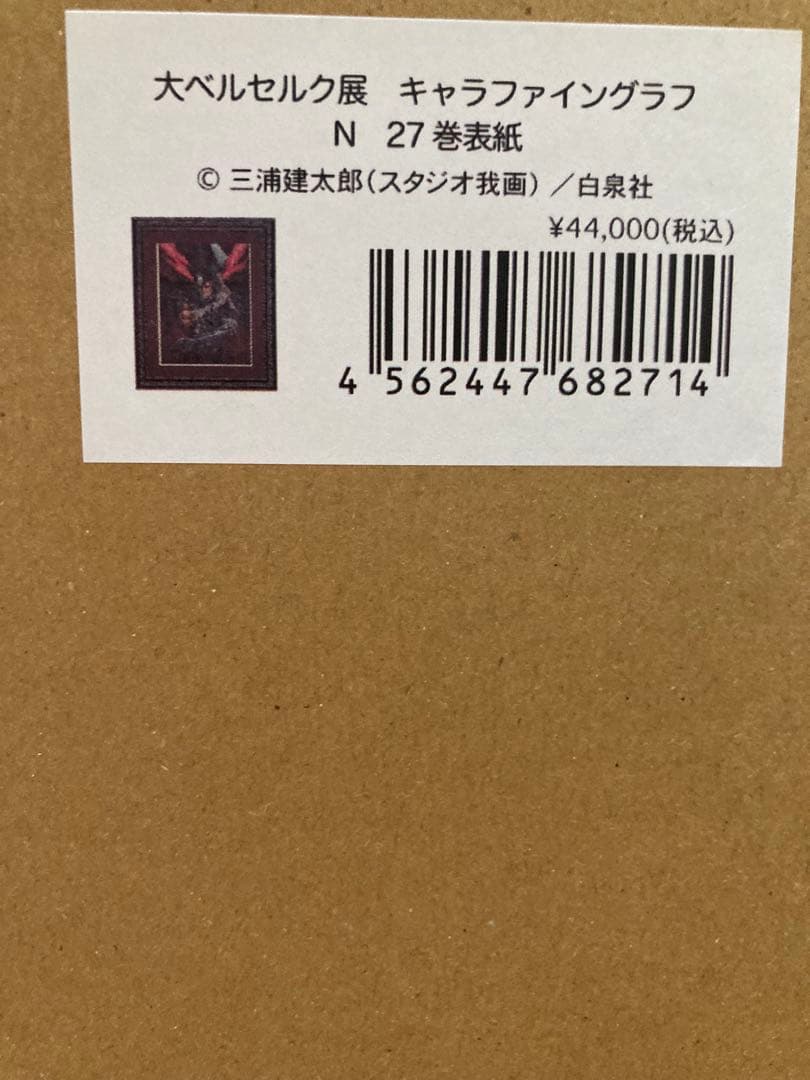 大ベルセルク展　キャラファイングラフ
N　27巻表紙
© 三浦建太郎(スタジオ我画) ／白泉社
¥44,000(税込)
4 562447 682714